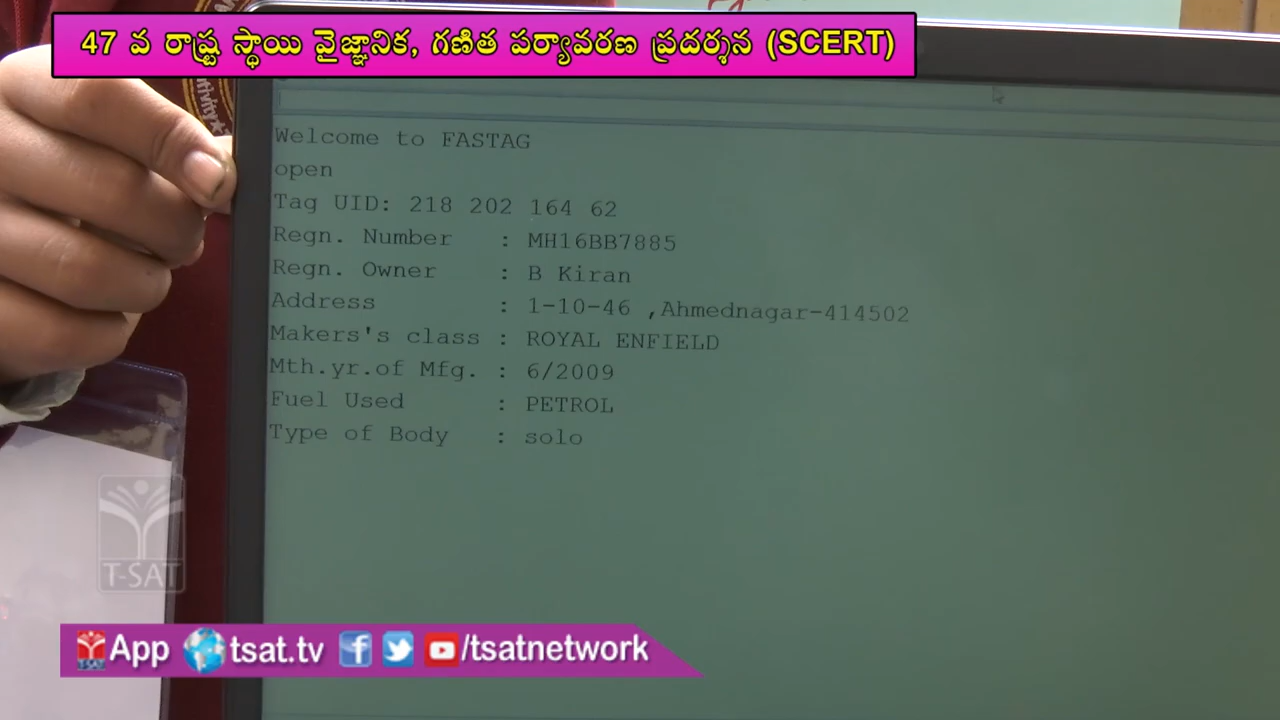 47 వ రాష్ట్ర స్థాయి వైజ్ఞానిక, గణిత పర్యావరణ ప్రదర్శన (SCERT)
Welcome to FASTAG
open
Tag UID: 218 202 164 62
Regn. Number : MH16BB7885
Regn. Owner : B Kiran
Address : 1-10-46 ,Ahmednagar-414502
Makers's class : ROYAL ENFIELD
Mth.yr.of Mfg. : 6/2009
Fuel Used : PETROL
Type of Body : solo
T-SAT
App tsat.tv /tsatnetwork